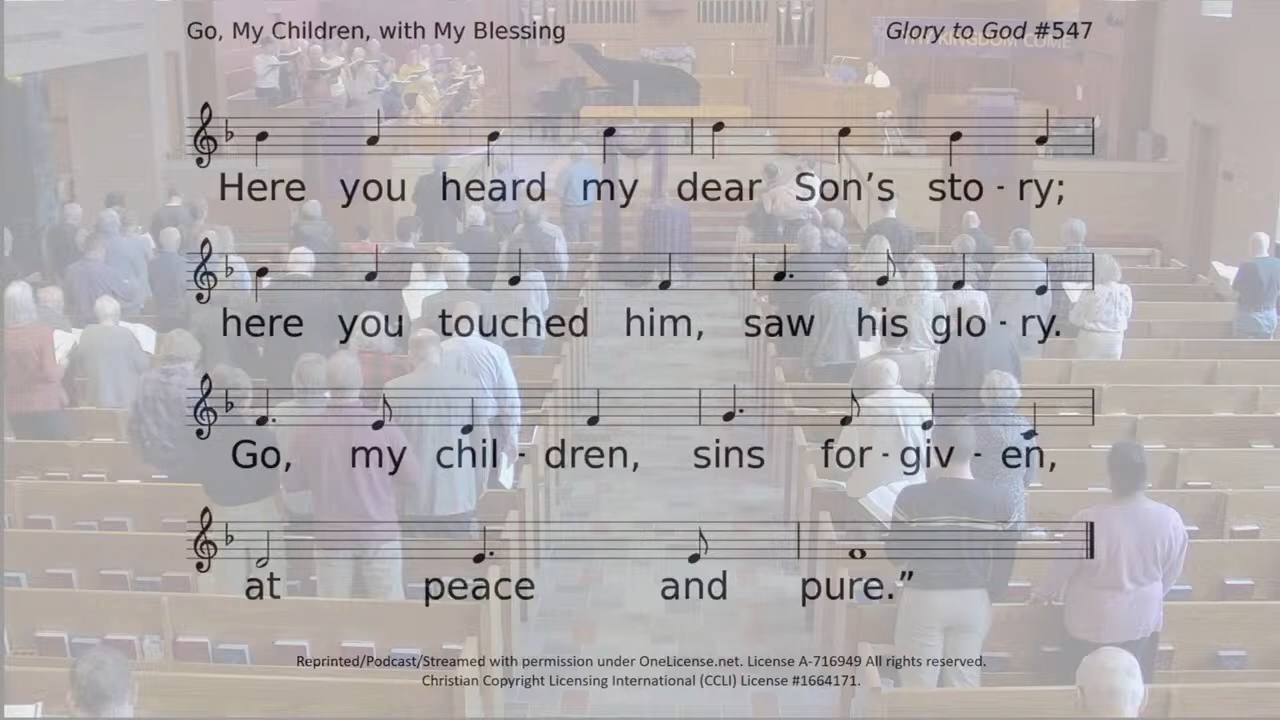 Go, My Children, with My Blessing
Glory to God #547
THY KINGDOM COME
Here you heard my dear Son’s sto - ry;
here you touched him, saw his glo - ry.
Go, my chil - dren, sins for - giv - en,
at peace and pure.”
Reprinted/Podcast/Streamed with permission under OneLicense.net. License A-716949 All rights reserved.
Christian Copyright Licensing International (CCLI) License #1664171.